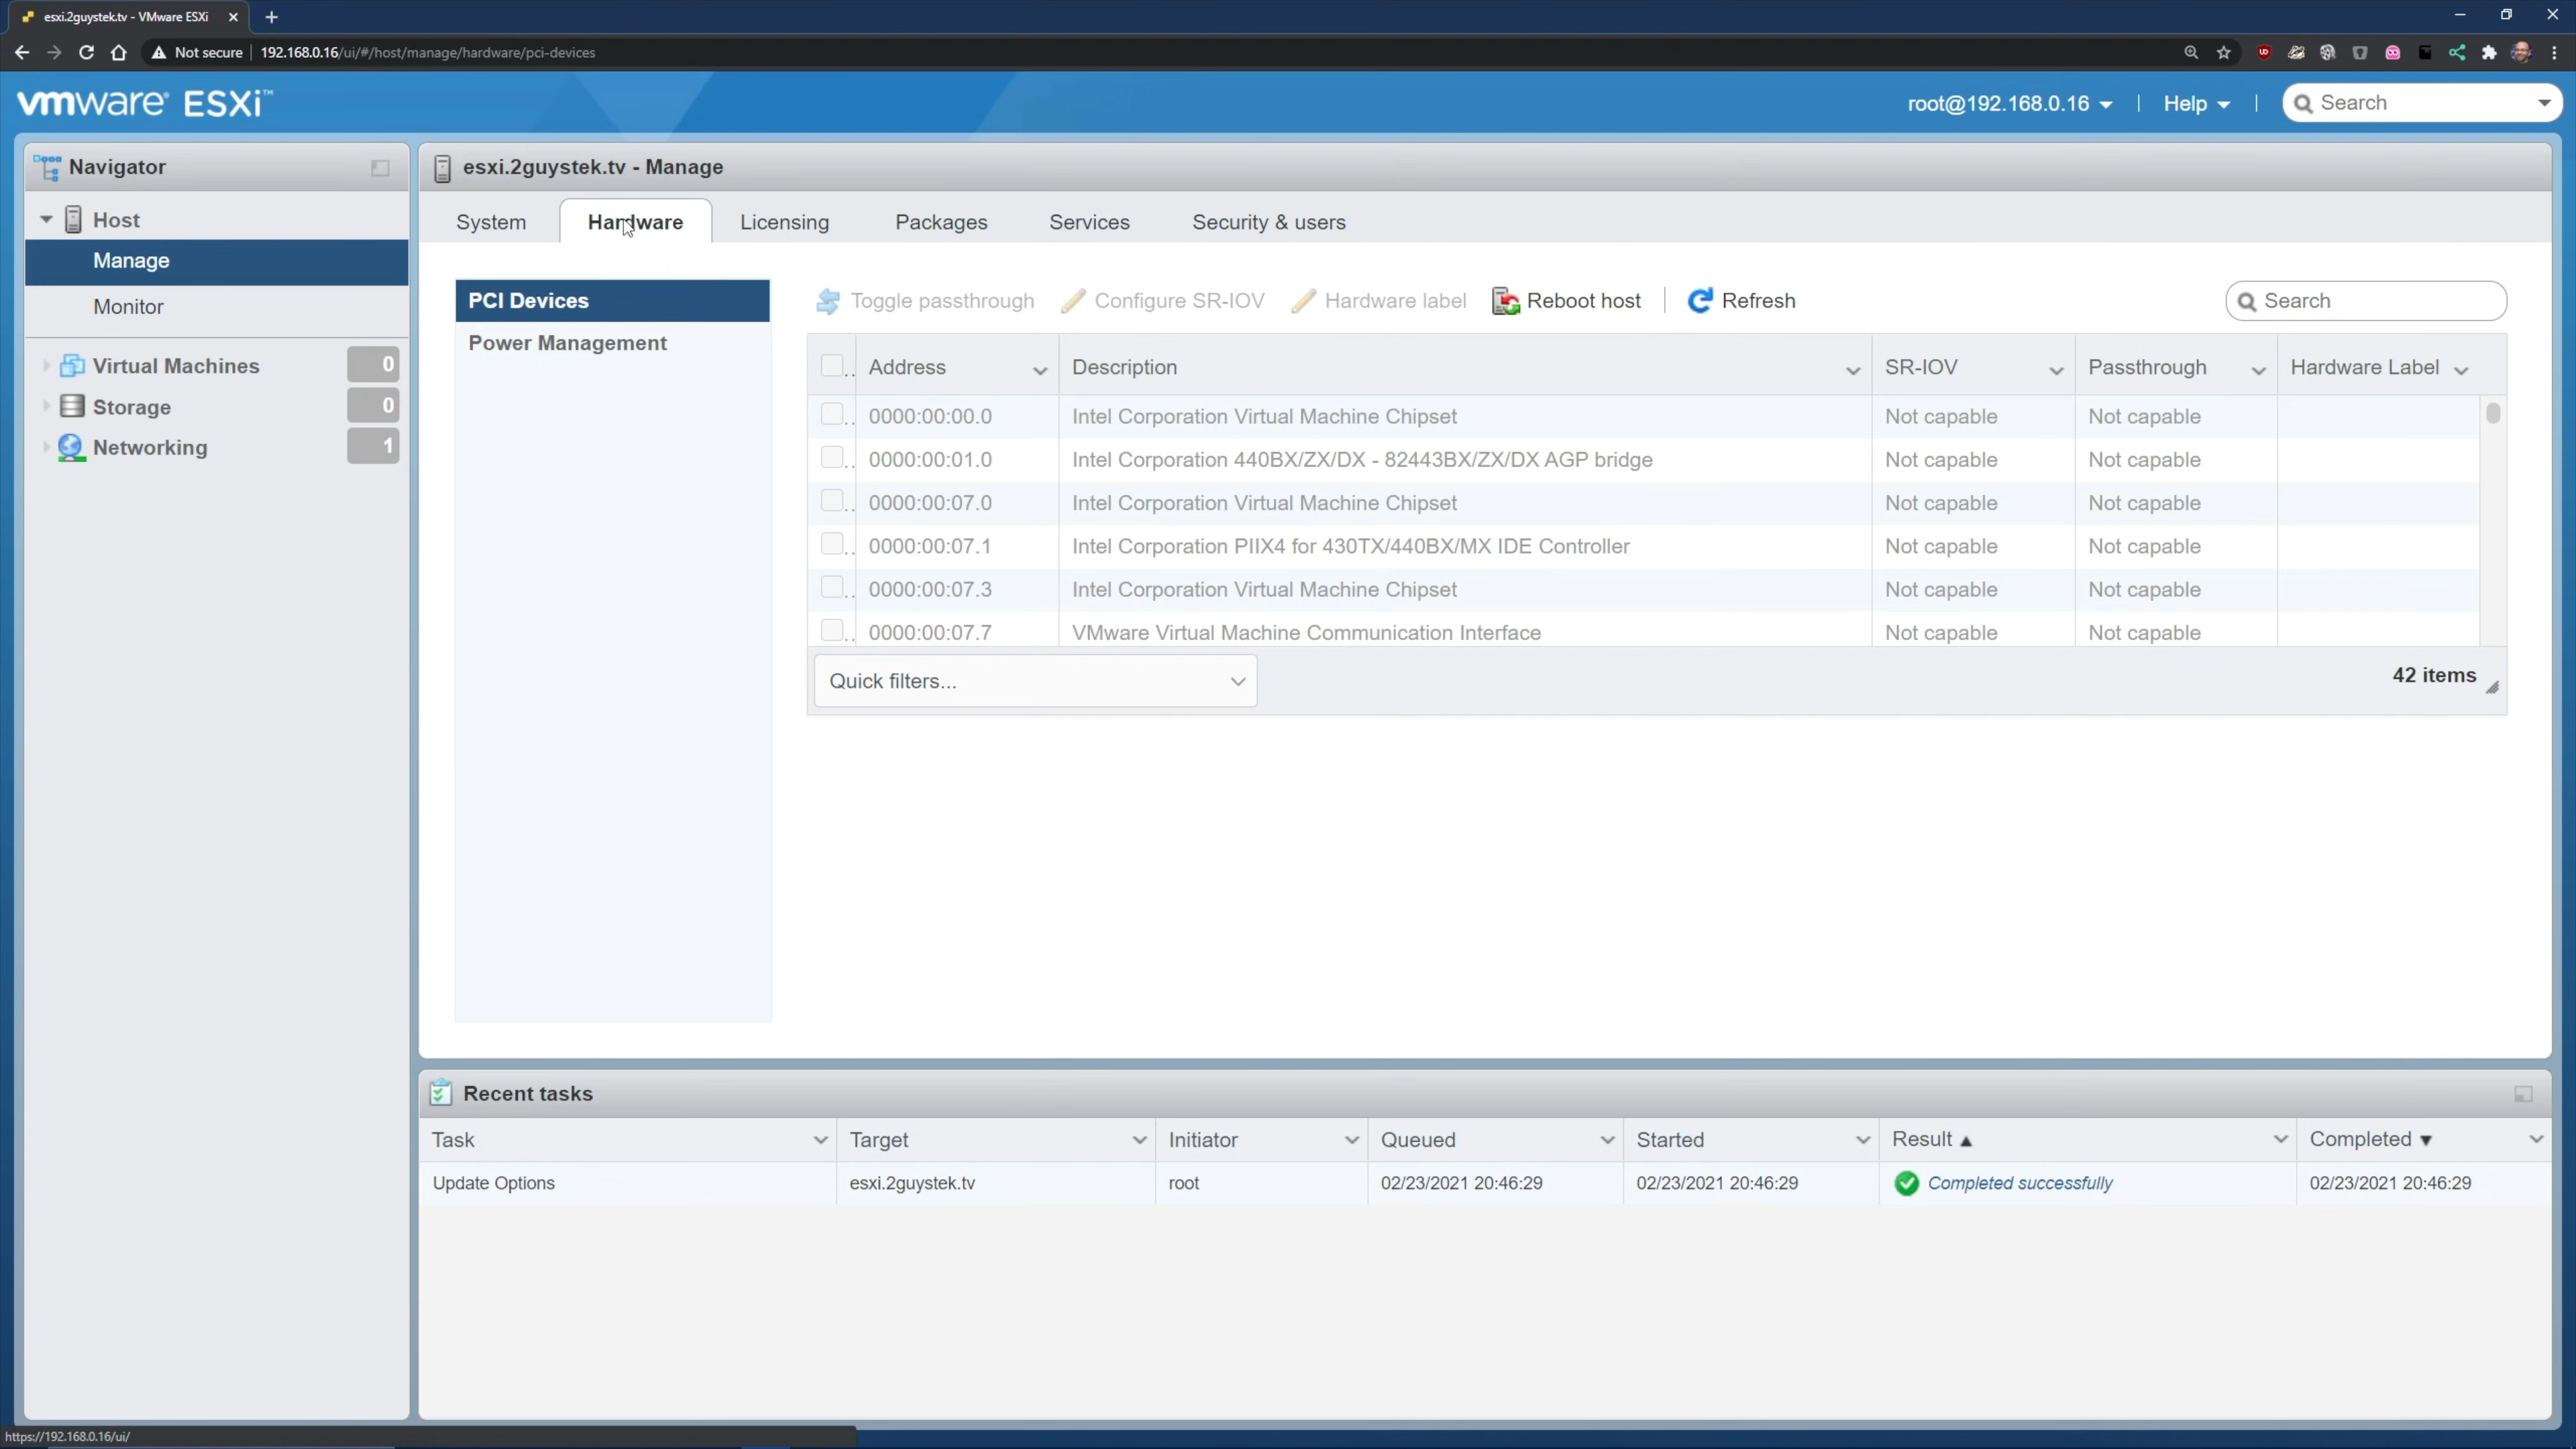 esxi.2guystek.tv - VMware ESXi
Not secure 192.168.0.16/ui/#/host/manage/hardware/pci-devices
vmware® ESXi™
root@192.168.0.16 Help Search
Navigator
Host
Manage
Monitor
Virtual Machines 0
Storage 0
Networking 1
esxi.2guystek.tv - Manage
System Hardware Licensing Packages Services Security & users
PCI Devices
Power Management
Toggle passthrough Configure SR-IOV Hardware label Reboot host Refresh Search
Address Description SR-IOV Passthrough Hardware Label
0000:00:00.0 Intel Corporation Virtual Machine Chipset Not capable Not capable
0000:00:01.0 Intel Corporation 440BX/ZX/DX - 82443BX/ZX/DX AGP bridge Not capable Not capable
0000:00:07.0 Intel Corporation Virtual Machine Chipset Not capable Not capable
0000:00:07.1 Intel Corporation PIIX4 for 430TX/440BX/MX IDE Controller Not capable Not capable
0000:00:07.3 Intel Corporation Virtual Machine Chipset Not capable Not capable
0000:00:07.7 VMware Virtual Machine Communication Interface Not capable Not capable
Quick filters...
42 items
Recent tasks
Task Target Initiator Queued Started Result ▲ Completed ▼
Update Options esxi.2guystek.tv root 02/23/2021 20:46:29 02/23/2021 20:46:29 Completed successfully 02/23/2021 20:46:29
https://192.168.0.16/ui/